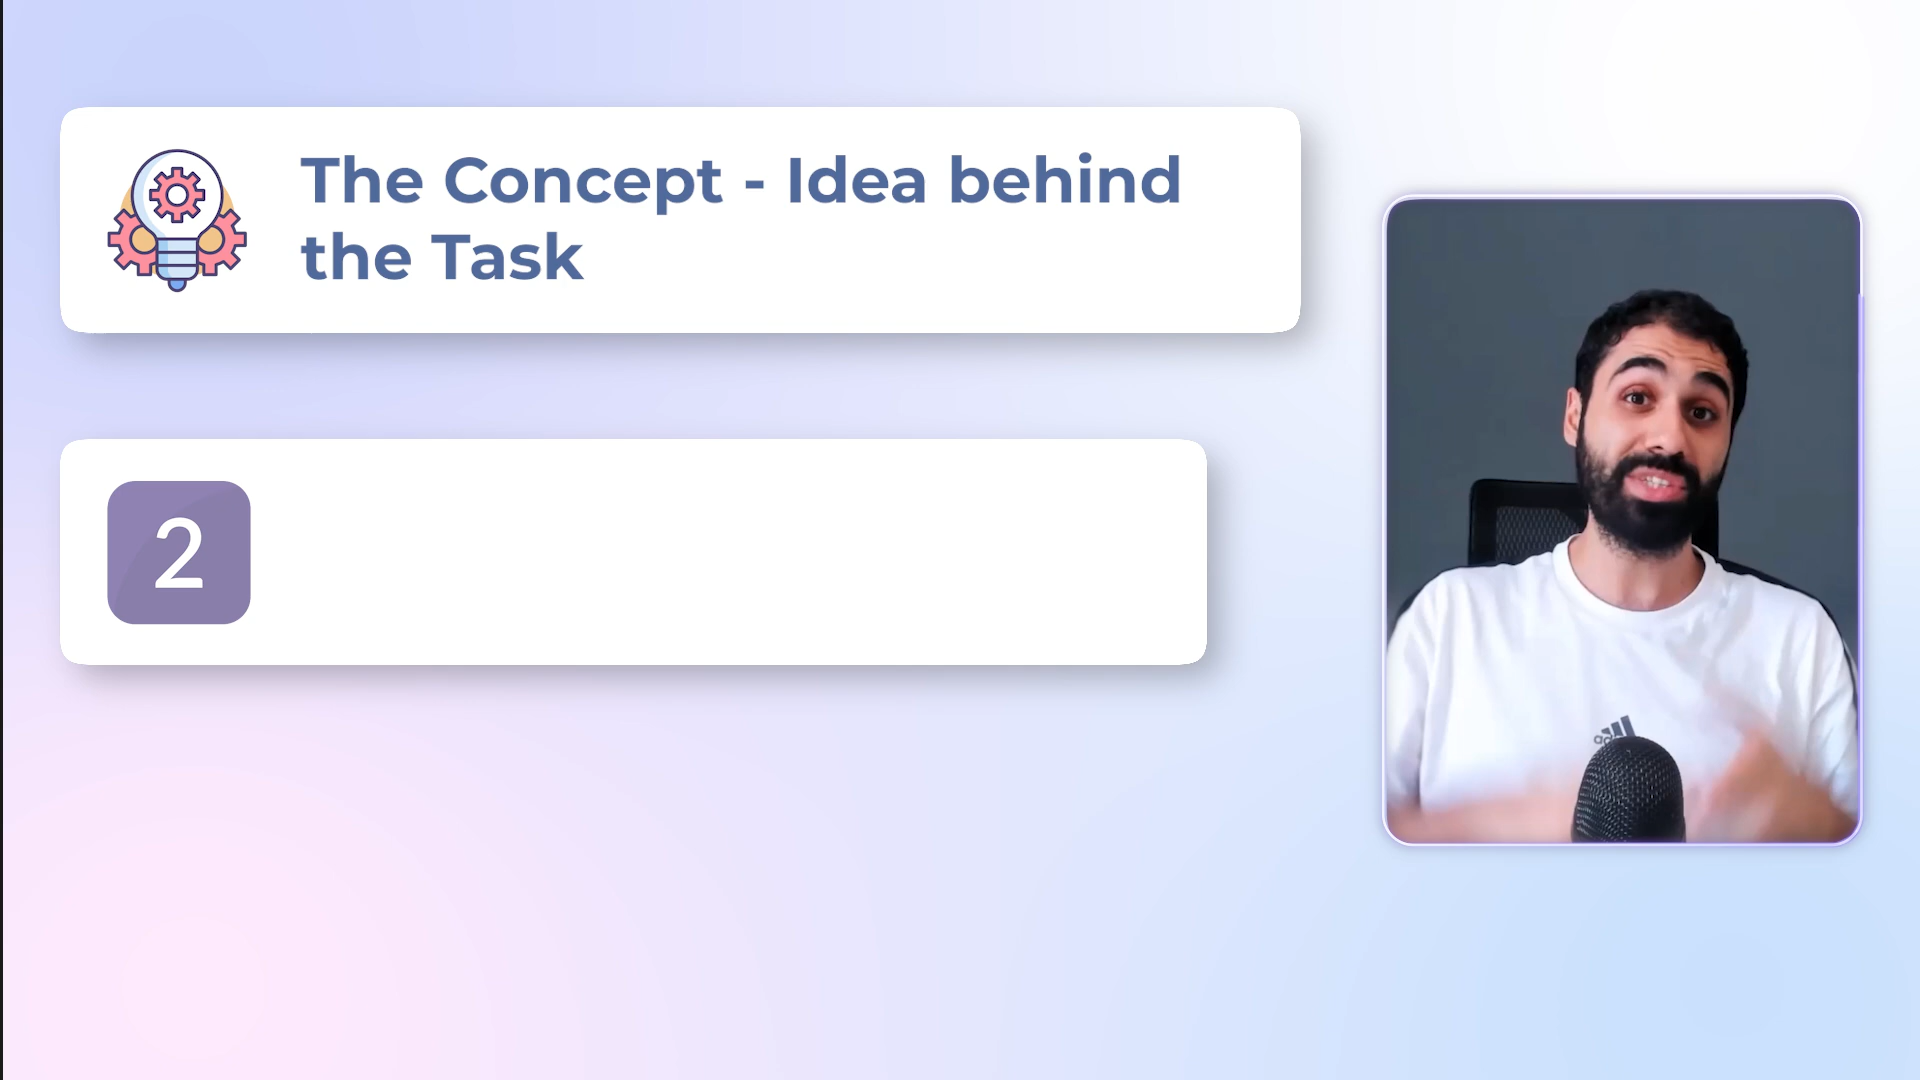 The Concept - Idea behind
the Task
2